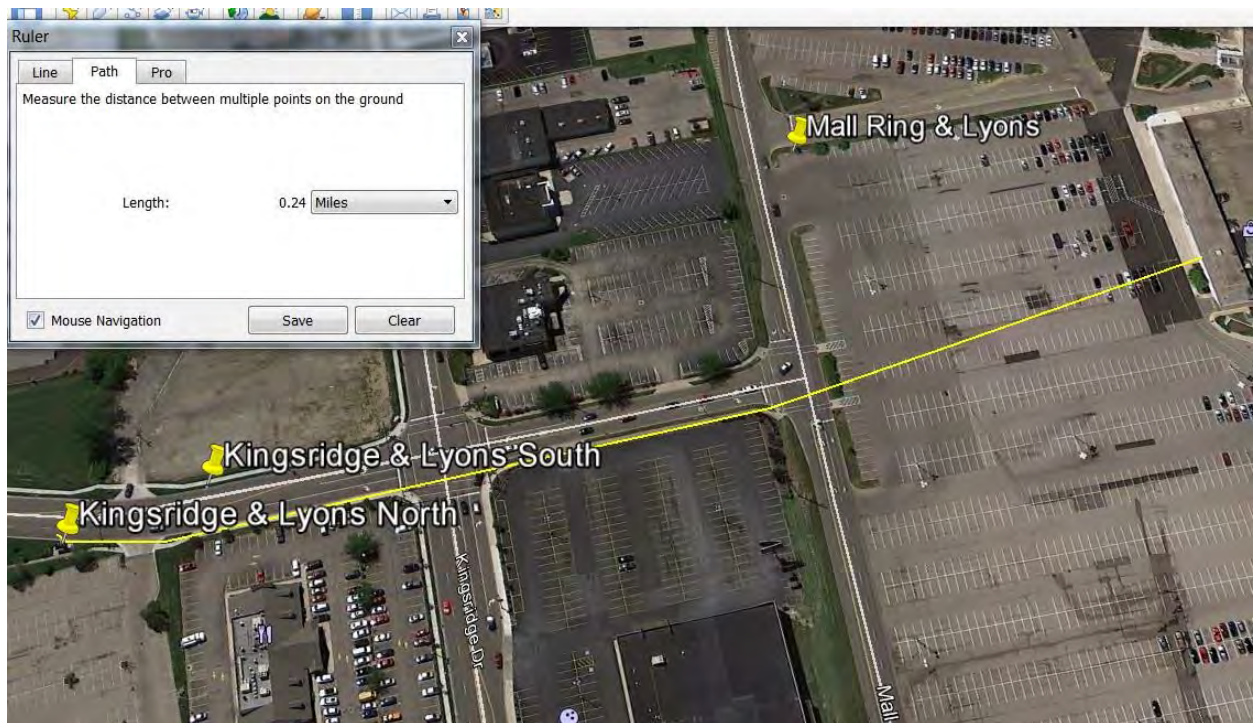 Ruler
Line Path Pro
Measure the distance between multiple points on the ground
Length: 0.24 Miles
Mouse Navigation Save Clear
Mall Ring & Lyons
Kingsridge & Lyons South
Kingsridge & Lyons North
Kingsridge Dr
Mall